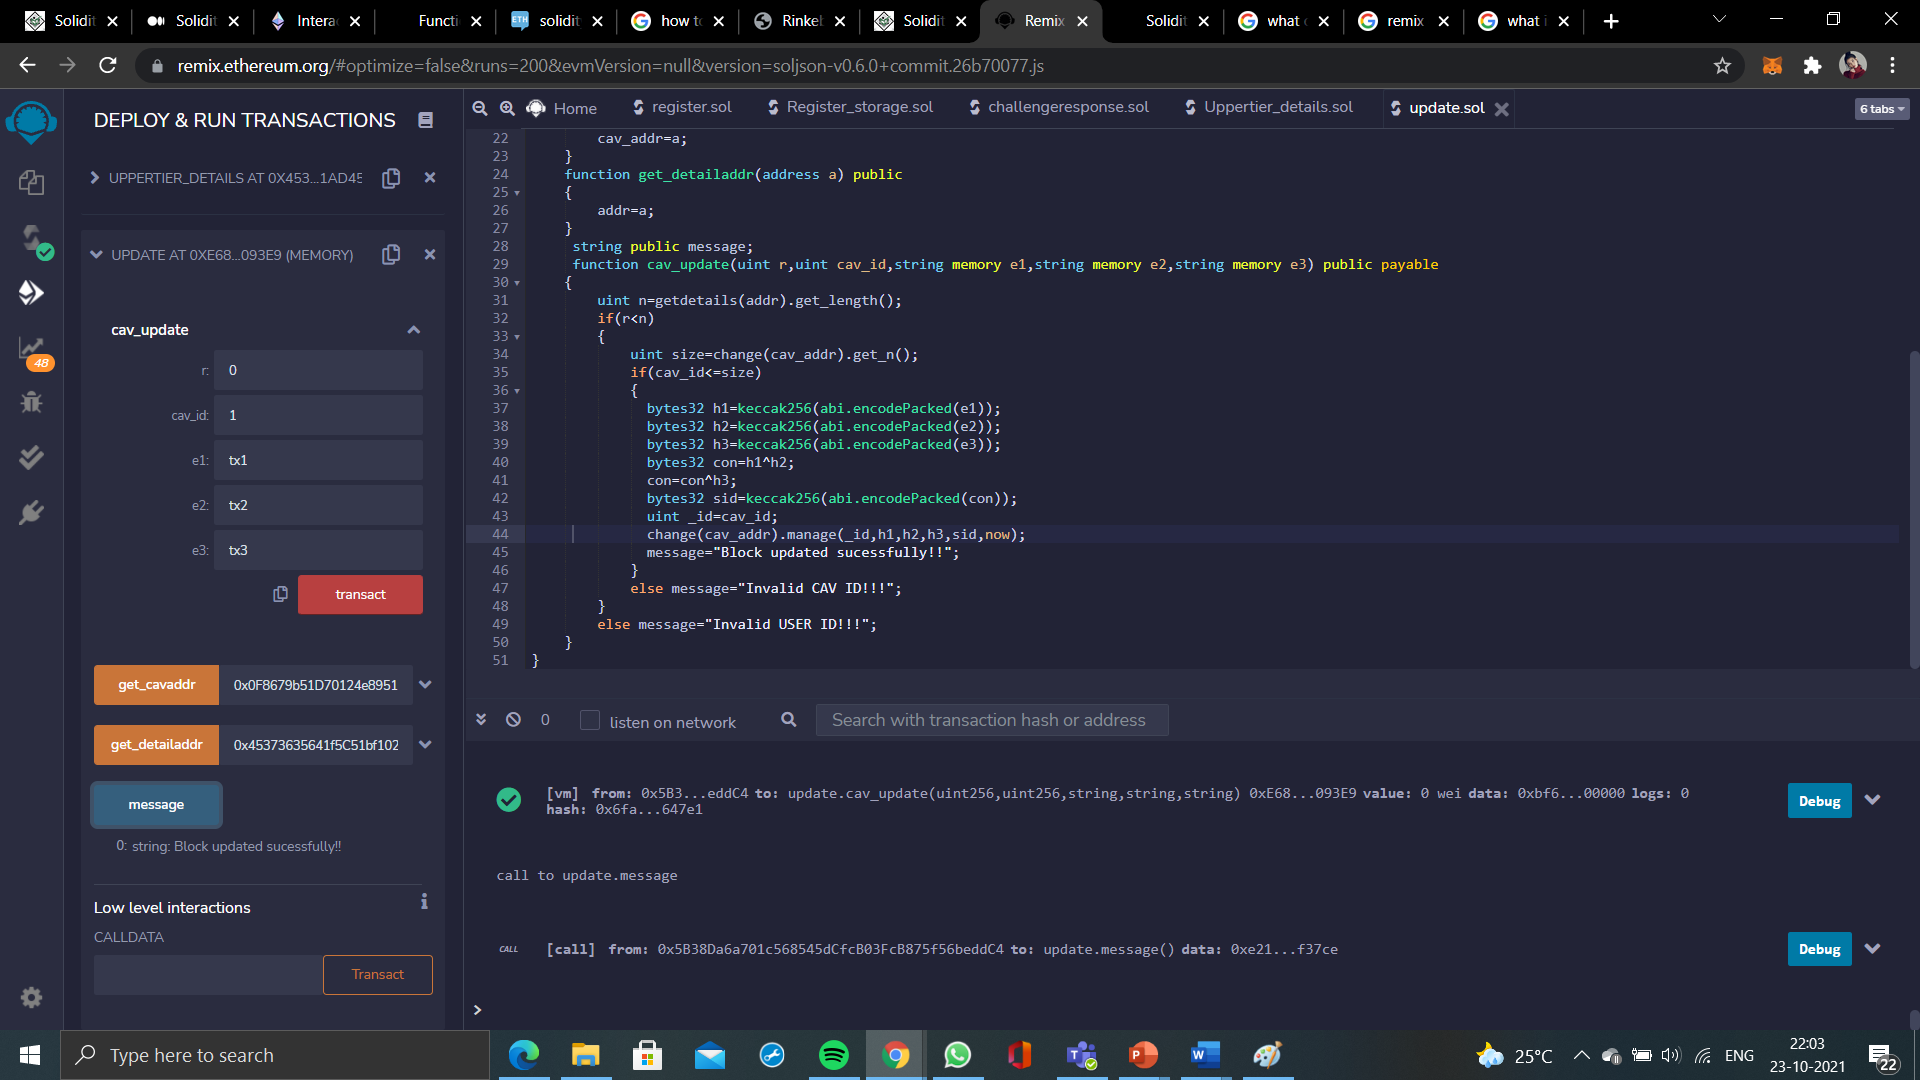 Solidit
Solidit
Intera
Functi
solidit
how to
Rinkel
Solidit
Remix
Solidit
what
remix
what i
remix.ethereum.org/#optimize=false&runs=200&evmVersion=null&version=soljson-v0.6.0+commit.26b70077.js
DEPLOY & RUN TRANSACTIONS
Home
register.sol
Register_storage.sol
challengeresponse.sol
Uppertier_details.sol
update.sol
6 tabs
UPPERTIER_DETAILS AT 0X453...1AD45
UPDATE AT 0XE68...093E9 (MEMORY)
48
cav_update
r: 0
cav_id: 1
e1: tx1
e2: tx2
e3: tx3
transact
get_cavaddr 0x0F8679b51D70124e8951
get_detailaddr 0x45373635641f5C51bf102
message
0: string: Block updated sucessfully!!
Low level interactions
CALLDATA
Transact
22 cav_addr=a;
23 }
24 function get_detailaddr(address a) public
25 {
26 addr=a;
27 }
28 string public message;
29 function cav_update(uint r,uint cav_id,string memory e1,string memory e2,string memory e3) public payable
30 {
31 uint n=getdetails(addr).get_length();
32 if(r<n)
33 {
34 uint size=change(cav_addr).get_n();
35 if(cav_id<=size)
36 {
37 bytes32 h1=keccak256(abi.encodePacked(e1));
38 bytes32 h2=keccak256(abi.encodePacked(e2));
39 bytes32 h3=keccak256(abi.encodePacked(e3));
40 bytes32 con=h1^h2;
41 con=con^h3;
42 bytes32 sid=keccak256(abi.encodePacked(con));
43 uint _id=cav_id;
44 change(cav_addr).manage(_id,h1,h2,h3,sid,now);
45 message="Block updated sucessfully!!";
46 }
47 else message="Invalid CAV ID!!!";
48 }
49 else message="Invalid USER ID!!!";
50 }
51 }
0 listen on network Search with transaction hash or address
[vm] from: 0x5B3...eddC4 to: update.cav_update(uint256,uint256,string,string,string) 0xE68...093E9 value: 0 wei data: 0xbf6...00000 logs: 0
hash: 0x6fa...647e1
Debug
call to update.message
CALL [call] from: 0x5B38Da6a701c568545dCfcB03FcB875f56beddC4 to: update.message() data: 0xe21...f37ce
Debug
>
Type here to search
25°C
ENG
22:03
23-10-2021
22